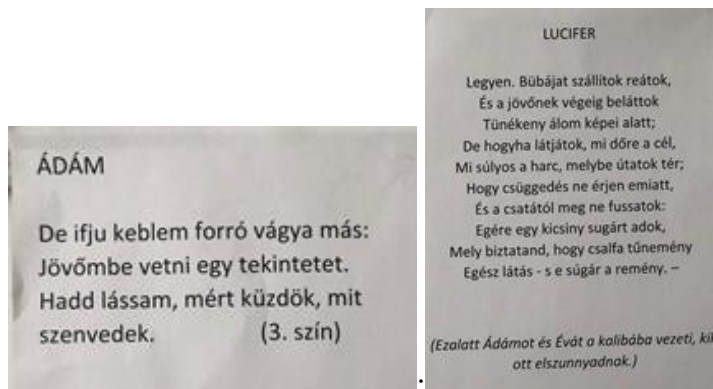 ÁDÁM
De ifju keblem forró vágya más:
Jövőmbe vetni egy tekintetet.
Hadd lássam, mért küzdök, mit
szenvedek. (3. szín)
.
LUCIFER
Legyen. Bűbájat szállítok reátok,
És a jövőnek végeig beláttok
Tünékeny álom képei alatt;
De hogyha látjátok, mi dőre a cél,
Mi súlyos a harc, melybe útatok tér;
Hogy csüggedés ne érjen emiatt,
És a csatától meg ne fussatok:
Egére egy kicsiny sugárt adok,
Mely biztatand, hogy csalfa tűnemény
Egész látás - s e súgár a remény. –
(Ezalatt Ádámot és Évát a kalibába vezeti, 
ott elszunnyadnak.)